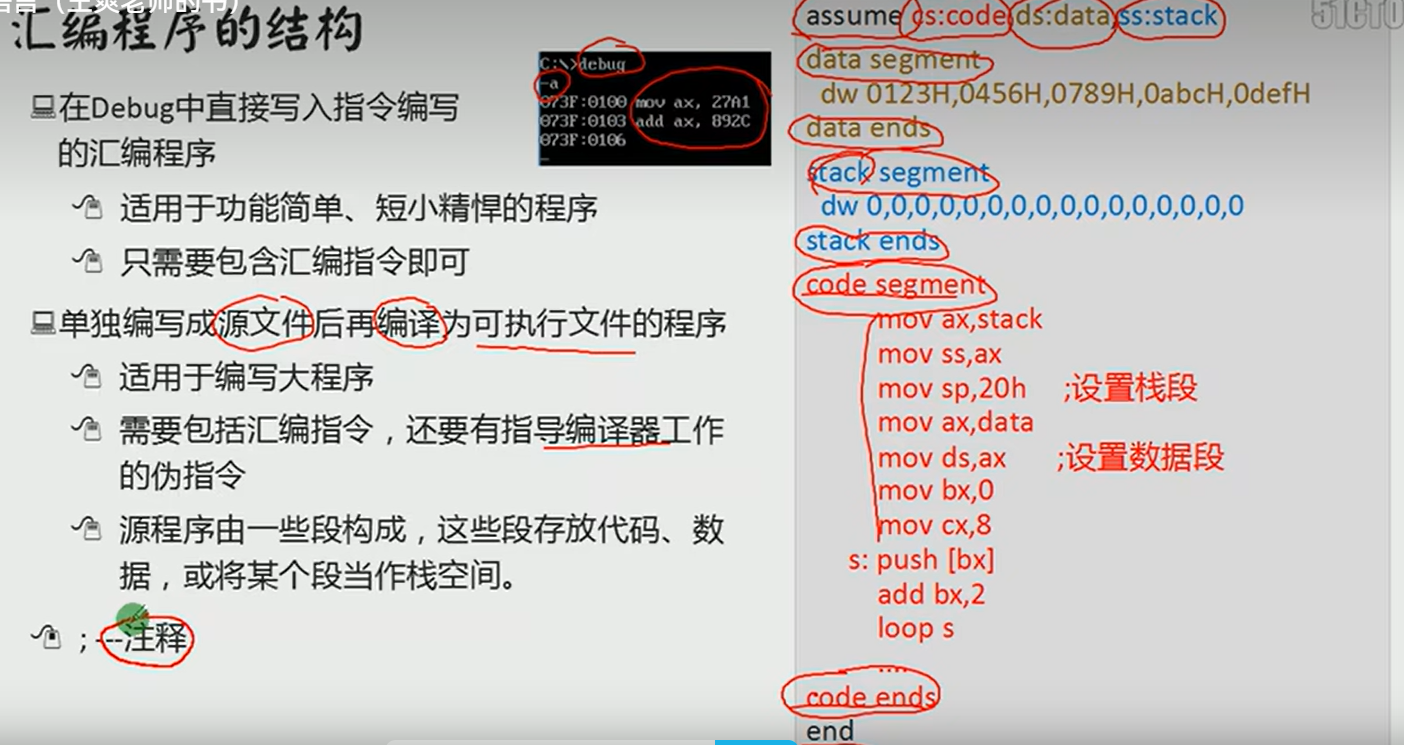 语言（王爽老师的书）
汇编程序的结构
在Debug中直接写入指令编写
的汇编程序
适用于功能简单、短小精悍的程序
只需要包含汇编指令即可
单独编写成源文件后再编译为可执行文件的程序
适用于编写大程序
需要包括汇编指令，还要有指导编译器工作
的伪指令
源程序由一些段构成，这些段存放代码、数
据，或将某个段当作栈空间。
; ---注释
C:\>debug
-a
073F:0100 mov ax, 27A1
073F:0103 add ax, 892C
073F:0106
51CTO
assume cs:code,ds:data,ss:stack
data segment
dw 0123H,0456H,0789H,0abcH,0defH
data ends
stack segment
dw 0,0,0,0,0,0,0,0,0,0,0,0,0,0,0,0
stack ends
code segment
mov ax,stack
mov ss,ax
mov sp,20h ;设置栈段
mov ax,data
mov ds,ax ;设置数据段
mov bx,0
mov cx,8
s: push [bx]
add bx,2
loop s
....
code ends
end